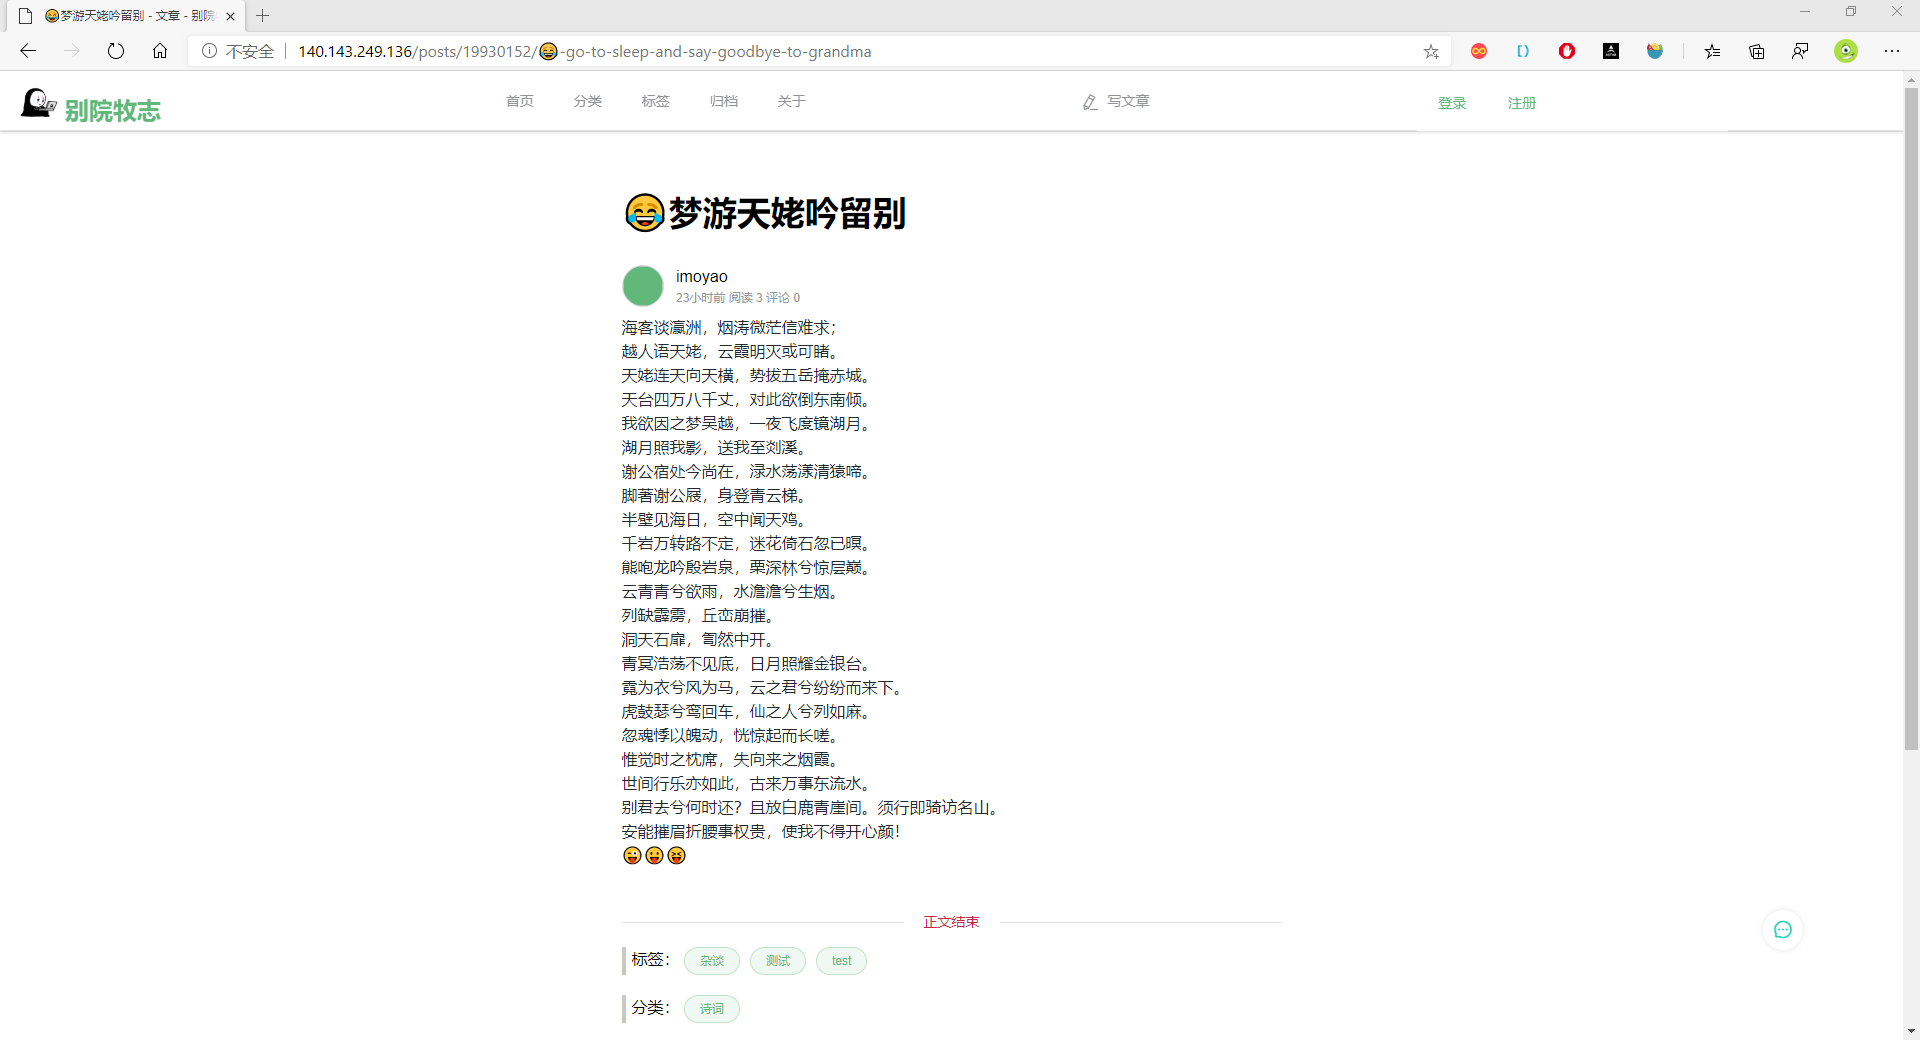 😂梦游天姥吟留别 - 文章 - 别院
不安全 | 140.143.249.136/posts/19930152/😂-go-to-sleep-and-say-goodbye-to-grandma
别院牧志 首页 分类 标签 归档 关于 写文章 登录 注册
😂梦游天姥吟留别
imoyao
23小时前 阅读 3 评论 0
海客谈瀛洲，烟涛微茫信难求；
越人语天姥，云霞明灭或可睹。
天姥连天向天横，势拔五岳掩赤城。
天台四万八千丈，对此欲倒东南倾。
我欲因之梦吴越，一夜飞度镜湖月。
湖月照我影，送我至剡溪。
谢公宿处今尚在，渌水荡漾清猿啼。
脚著谢公屐，身登青云梯。
半壁见海日，空中闻天鸡。
千岩万转路不定，迷花倚石忽已暝。
熊咆龙吟殷岩泉，栗深林兮惊层巅。
云青青兮欲雨，水澹澹兮生烟。
列缺霹雳，丘峦崩摧。
洞天石扉，訇然中开。
青冥浩荡不见底，日月照耀金银台。
霓为衣兮风为马，云之君兮纷纷而来下。
虎鼓瑟兮鸾回车，仙之人兮列如麻。
忽魂悸以魄动，恍惊起而长嗟。
惟觉时之枕席，失向来之烟霞。
世间行乐亦如此，古来万事东流水。
别君去兮何时还？且放白鹿青崖间。须行即骑访名山。
安能摧眉折腰事权贵，使我不得开心颜！
😜😛😝
正文结束
标签： 杂谈 测试 test
分类： 诗词